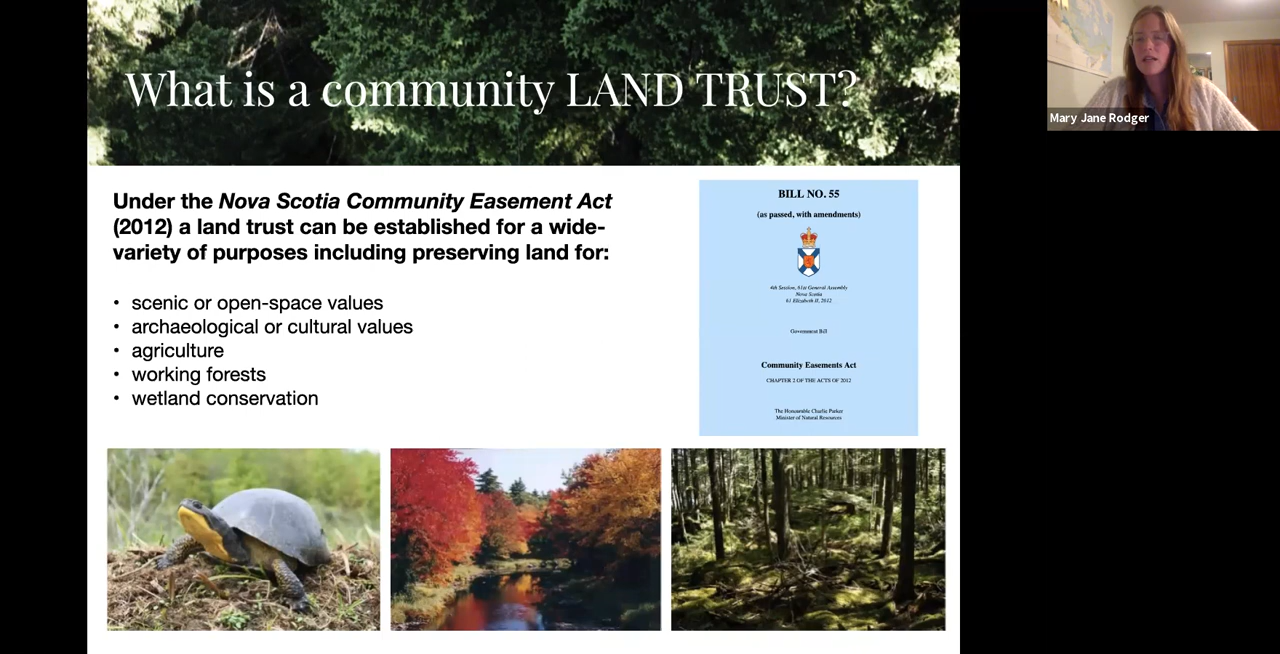 What is a community LAND TRUST?
Mary Jane Rodger
Under the Nova Scotia Community Easement Act
(2012) a land trust can be established for a wide-
variety of purposes including preserving land for:
• scenic or open-space values
• archaeological or cultural values
• agriculture
• working forests
• wetland conservation
BILL NO. 55
(as passed, with amendments)
4th Session, 61st General Assembly
Nova Scotia
61 Elizabeth II, 2012
Government Bill
Community Easements Act
CHAPTER 2 OF THE ACTS OF 2012
The Honourable Charlie Parker
Minister of Natural Resources